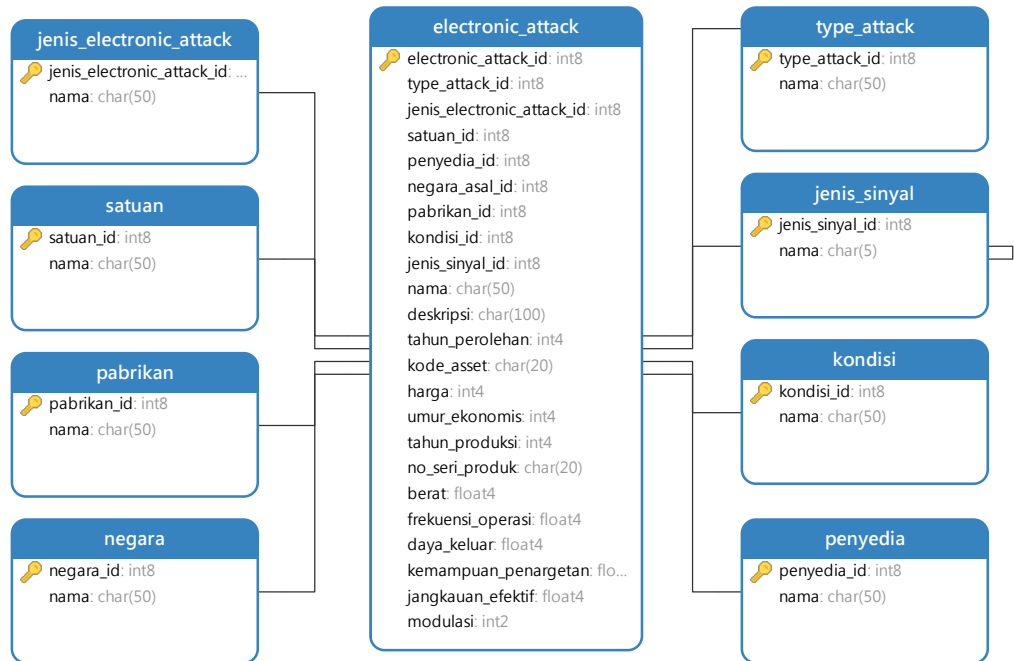 jenis_electronic_attack
jenis_electronic_attack_id: ...
nama: char(50)
satuan
satuan_id: int8
nama: char(50)
pabrikan
pabrikan_id: int8
nama: char(50)
negara
negara_id: int8
nama: char(50)
electronic_attack
electronic_attack_id: int8
type_attack_id: int8
jenis_electronic_attack_id: int8
satuan_id: int8
penyedia_id: int8
negara_asal_id: int8
pabrikan_id: int8
kondisi_id: int8
jenis_sinyal_id: int8
nama: char(50)
deskripsi: char(100)
tahun_perolehan: int4
kode_asset: char(20)
harga: int4
umur_ekonomis: int4
tahun_produksi: int4
no_seri_produk: char(20)
berat: float4
frekuensi_operasi: float4
daya_keluar: float4
kemampuan_penargetan: flo...
jangkauan_efektif: float4
modulasi: int2
type_attack
type_attack_id: int8
nama: char(50)
jenis_sinyal
jenis_sinyal_id: int8
nama: char(5)
kondisi
kondisi_id: int8
nama: char(50)
penyedia
penyedia_id: int8
nama: char(50)